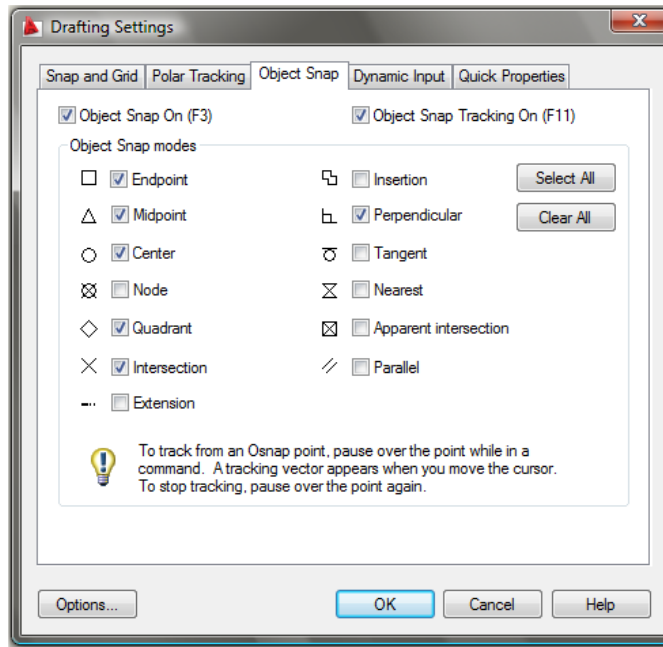 Drafting Settings
Snap and Grid Polar Tracking Object Snap Dynamic Input Quick Properties
Object Snap On (F3) Object Snap Tracking On (F11)
Object Snap modes
Endpoint Insertion Select All
Midpoint Perpendicular Clear All
Center Tangent
Node Nearest
Quadrant Apparent intersection
Intersection Parallel
Extension
To track from an Osnap point, pause over the point while in a
command. A tracking vector appears when you move the cursor.
To stop tracking, pause over the point again.
Options... OK Cancel Help